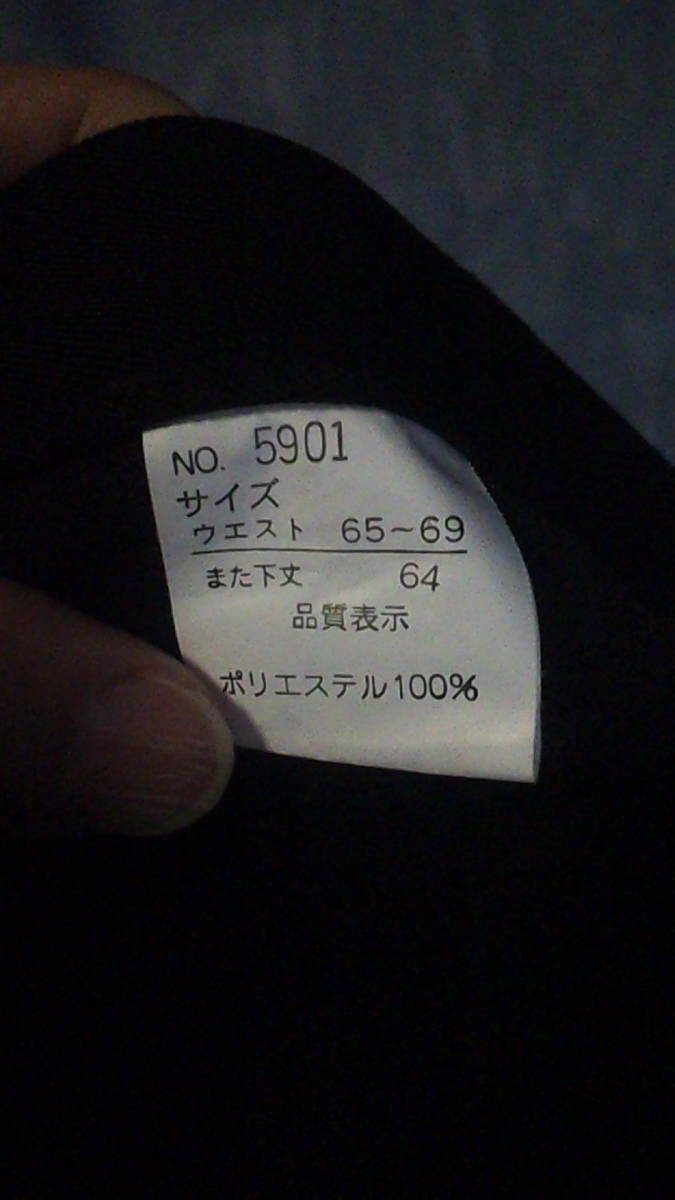 NO. 5901
サイズ
ウエスト 65~69
また下丈 64
品質表示
ポリエステル100%